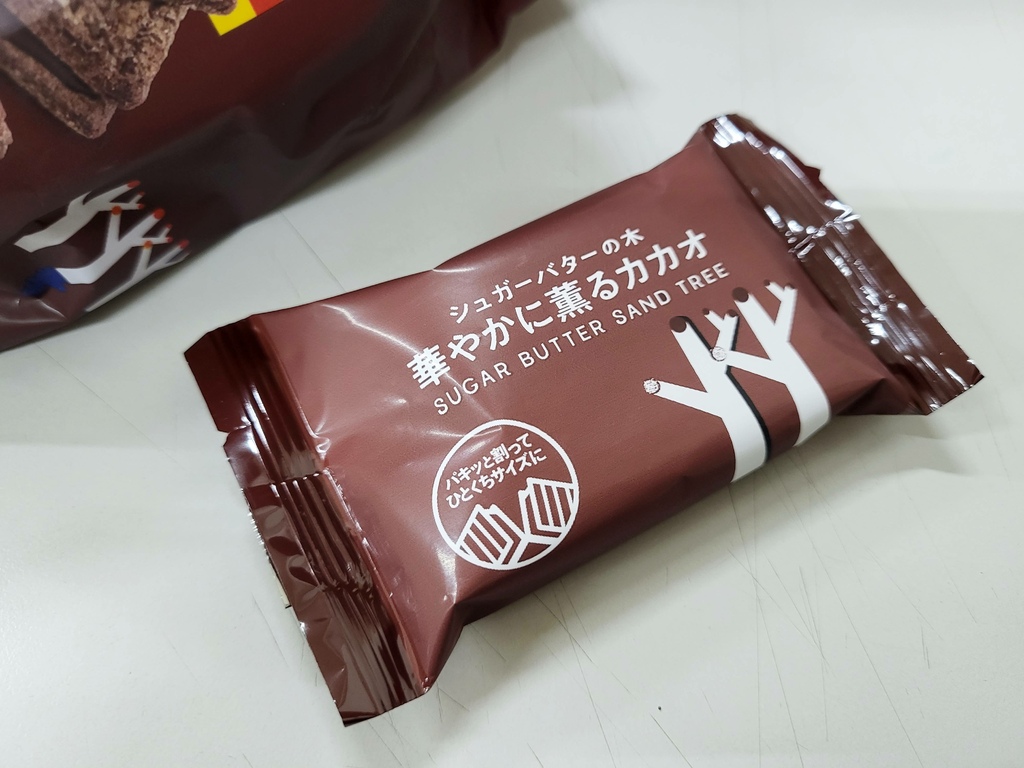 シュガーバターの木
華やかに薫るカカオ
SUGAR BUTTER SAND TREE
パキッと割って
ひとくちサイズに